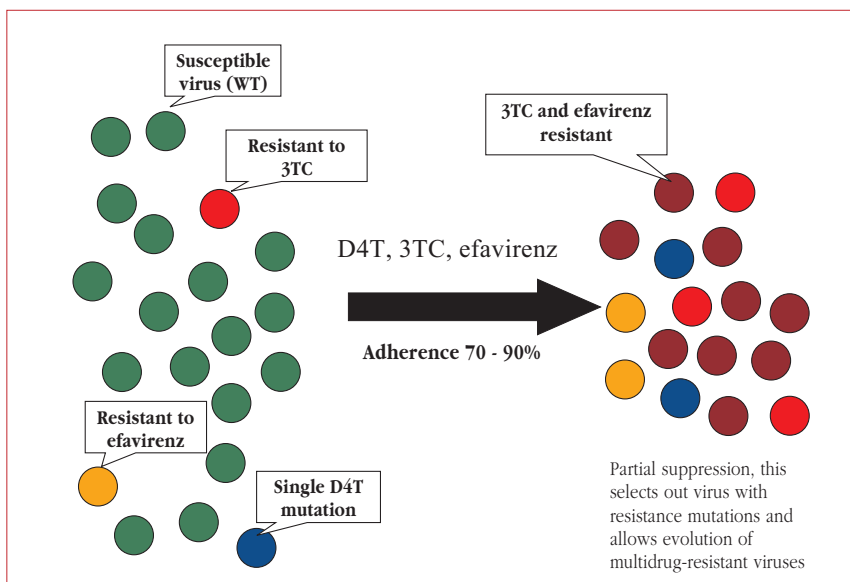 Susceptible
virus (WT)
Resistant to
3TC
3TC and efavirenz
resistant
D4T, 3TC, efavirenz
Adherence 70 - 90%
Resistant to
efavirenz
Single D4T
mutation
Partial suppression, this
selects out virus with
resistance mutations and
allows evolution of
multidrug-resistant viruses